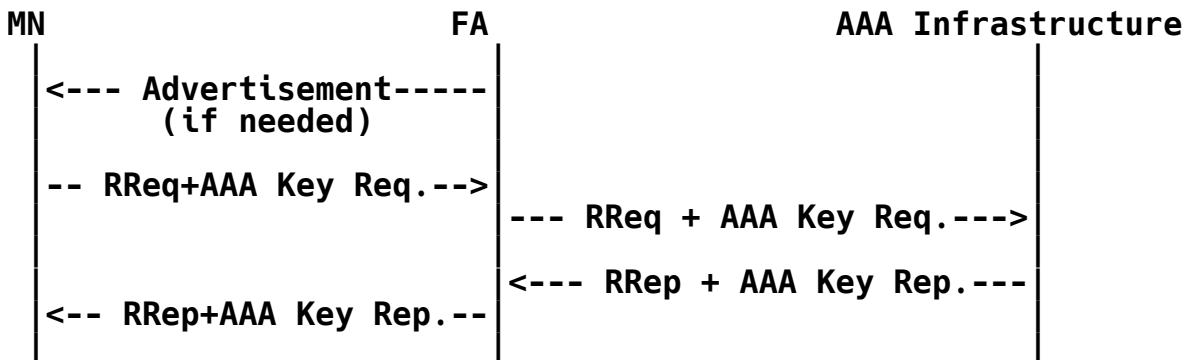 MN FA AAA Infrastructure
<--- Advertisement-----
(if needed)
-- RReq+AAA Key Req.-->
--- RReq + AAA Key Req.--->
<--- RRep + AAA Key Rep.---
<-- RRep+AAA Key Rep.--